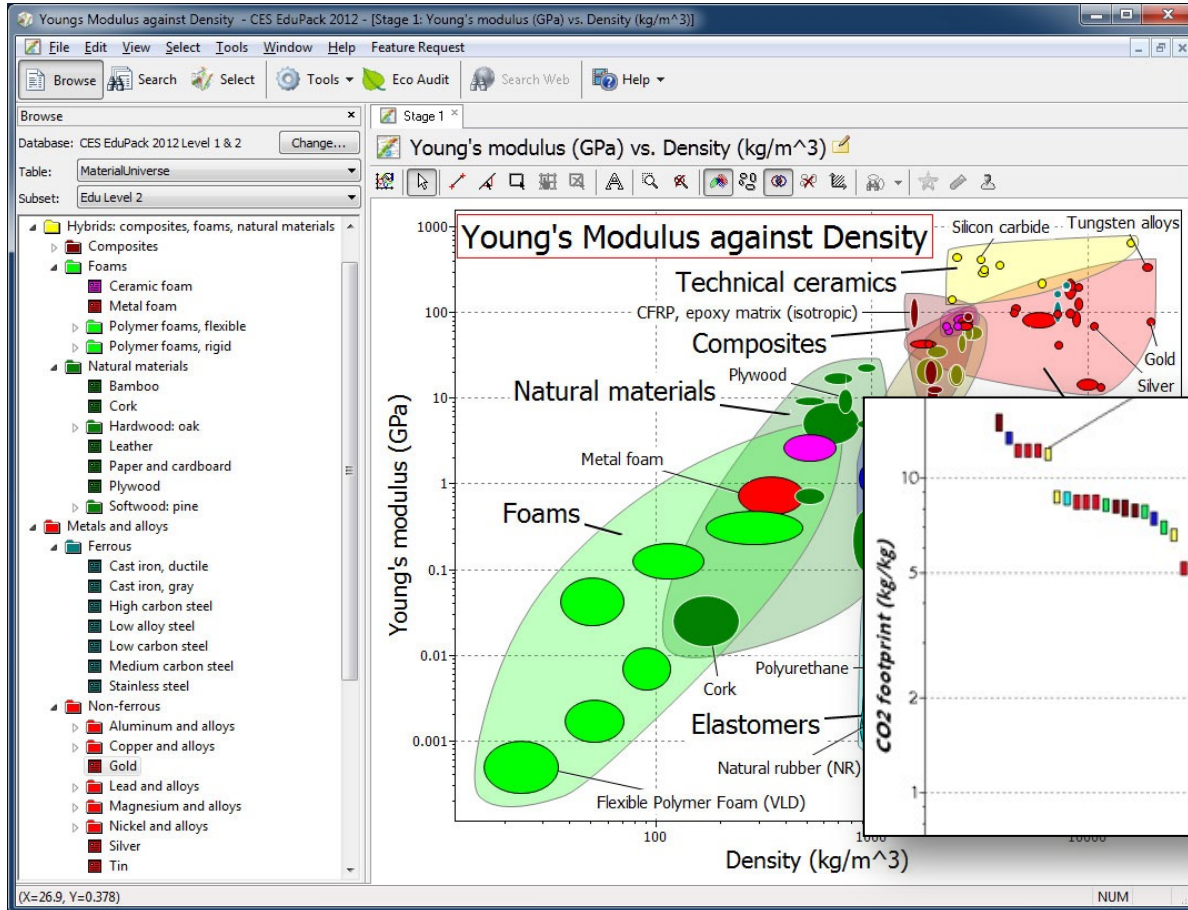 Youngs Modulus against Density - CES EduPack 2012 - [Stage 1: Young's modulus (GPa) vs. Density (kg/m^3)]
File Edit View Select Tools Window Help Feature Request
Browse Search Select Tools Eco Audit Search Web Help
Browse
Database: CES EduPack 2012 Level 1 & 2 Change...
Table: MaterialUniverse
Subset: Edu Level 2
Hybrids: composites, foams, natural materials
Composites
Foams
Ceramic foam
Metal foam
Polymer foams, flexible
Polymer foams, rigid
Natural materials
Bamboo
Cork
Hardwood: oak
Leather
Paper and cardboard
Plywood
Softwood: pine
Metals and alloys
Ferrous
Cast iron, ductile
Cast iron, gray
High carbon steel
Low alloy steel
Low carbon steel
Medium carbon steel
Stainless steel
Non-ferrous
Aluminum and alloys
Copper and alloys
Gold
Lead and alloys
Magnesium and alloys
Nickel and alloys
Silver
Tin
Stage 1
Young's modulus (GPa) vs. Density (kg/m^3)
Young's Modulus against Density
Silicon carbide
Tungsten alloys
Technical ceramics
CFRP, epoxy matrix (isotropic)
Composites
Gold
Silver
Plywood
Natural materials
Metal foam
Foams
Cork
Polyurethane
Elastomers
Natural rubber (NR)
Flexible Polymer Foam (VLD)
Young's modulus (GPa)
1000
100
10
1
0.1
0.01
0.001
100
1000
10000
Density (kg/m^3)
CO2 footprint (kg/kg)
10
5
2
1
(X=26.9, Y=0.378)
NUM